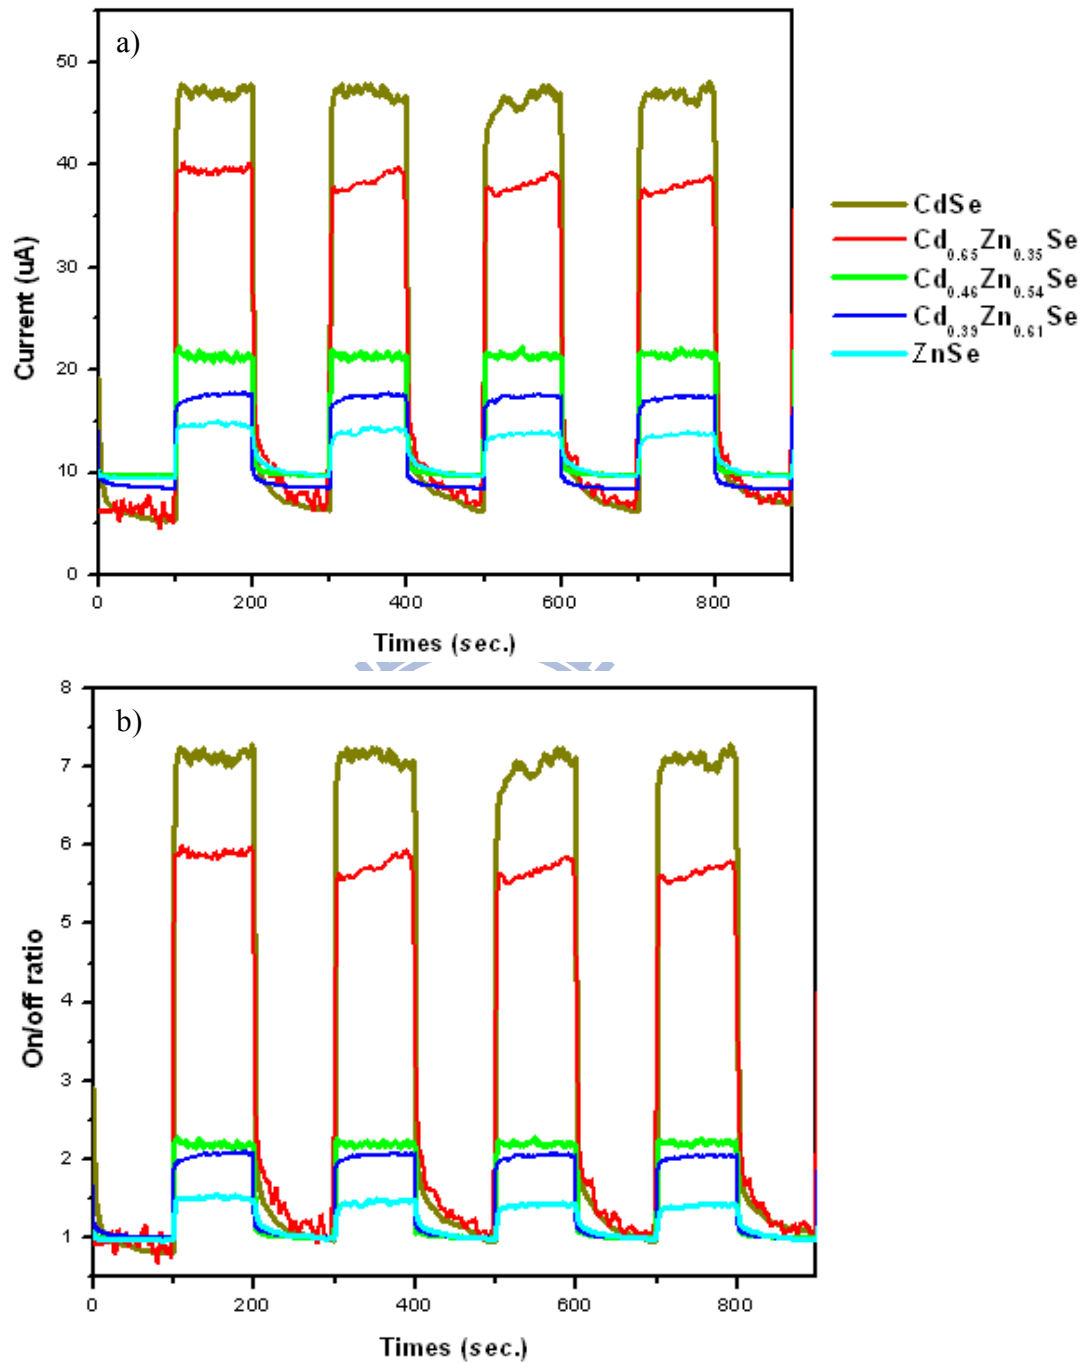 a)
50
40
30
20
10
0
Current (uA)
0 200 400 600 800
Times (sec.)
CdSe
Cd0.65Zn0.35Se
Cd0.46Zn0.54Se
Cd0.39Zn0.61Se
ZnSe
b)
8
7
6
5
4
3
2
1
On/off ratio
0 200 400 600 800
Times (sec.)